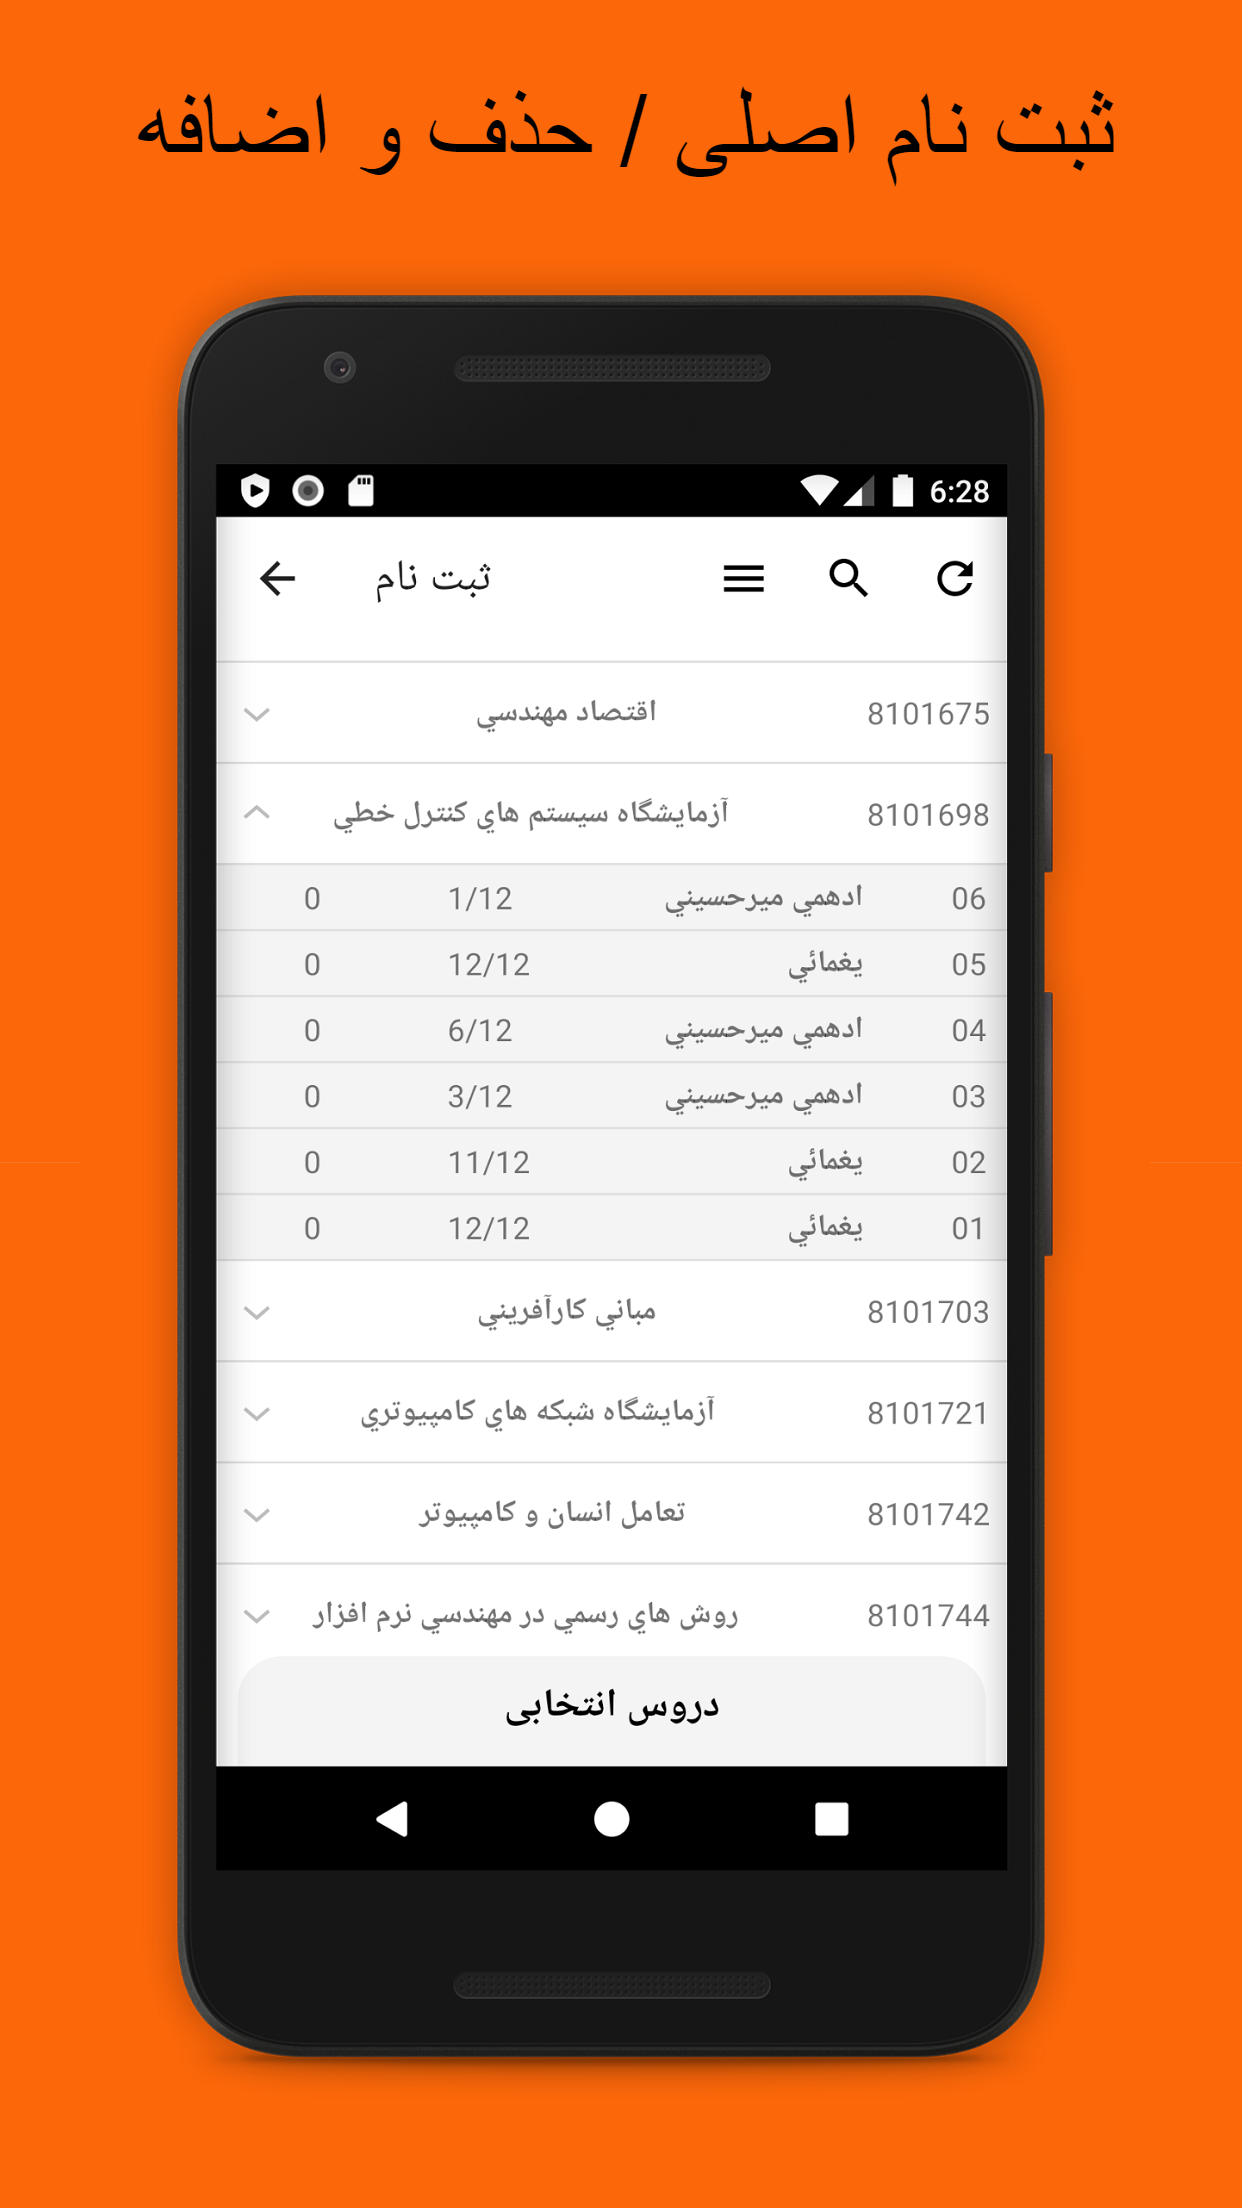 ثبت نام اصلی / حذف و اضافه
6:28
ثبت نام
8101675 اقتصاد مهندسي
8101698 آزمايشگاه سيستم هاي كنترل خطي
06 ادهمي ميرحسيني 1/12 0
05 يغمائي 12/12 0
04 ادهمي ميرحسيني 6/12 0
03 ادهمي ميرحسيني 3/12 0
02 يغمائي 11/12 0
01 يغمائي 12/12 0
8101703 مباني كارآفريني
8101721 آزمايشگاه شبكه هاي كامپيوتري
8101742 تعامل انسان و كامپيوتر
8101744 روش هاي رسمي در مهندسي نرم افزار
دروس انتخابی